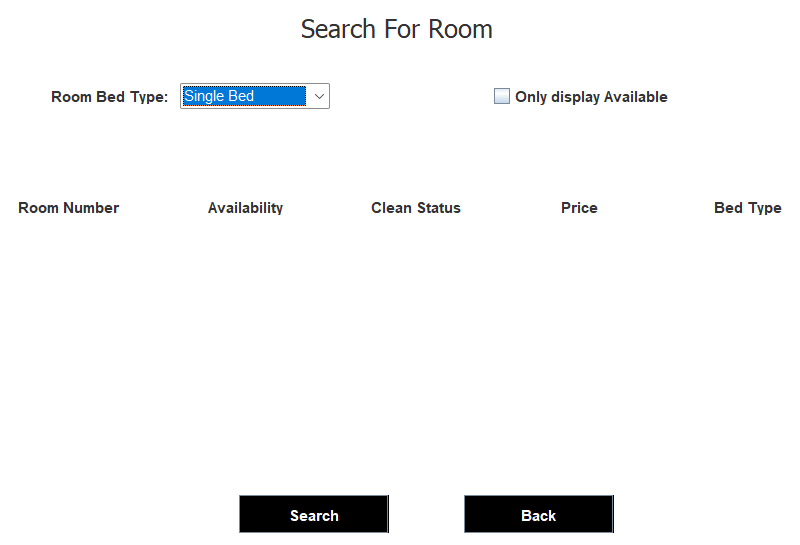 Search For Room
Room Bed Type: Single Bed Only display Available
Room Number Availability Clean Status Price Bed Type
Search Back